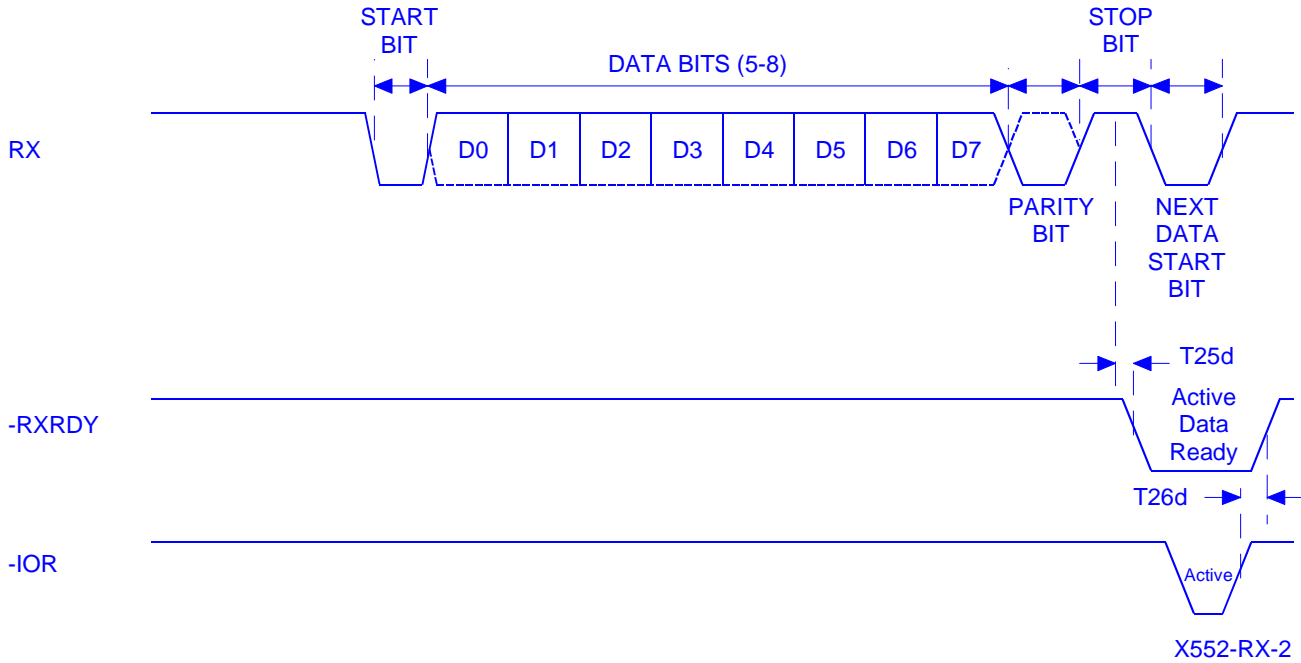 START
BIT
DATA BITS (5-8)
STOP
BIT
RX
D0 D1 D2 D3 D4 D5 D6 D7
PARITY
BIT
NEXT
DATA
START
BIT
T25d
-RXRDY
Active
Data
Ready
T26d
-IOR
Active
X552-RX-2